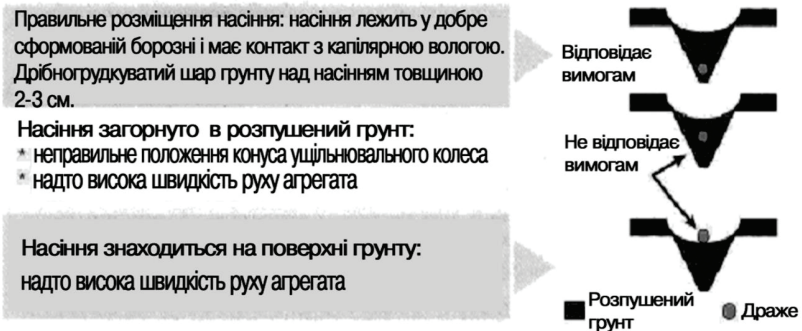 Правильне розміщення насіння: насіння лежить у добре
сформованій борозні і має контакт з капілярною вологою.
Дрібногрудкуватий шар грунту над насінням товщиною
2-3 см.
Відповідає
вимогам
Насіння загорнуто в розпушений грунт:
* неправильне положення конуса ущільнювального колеса
* надто висока швидкість руху агрегата
Не відповідає
вимогам
Насіння знаходиться на поверхні грунту:
надто висока швидкість руху агрегата
Розпушений
грунт
Драже